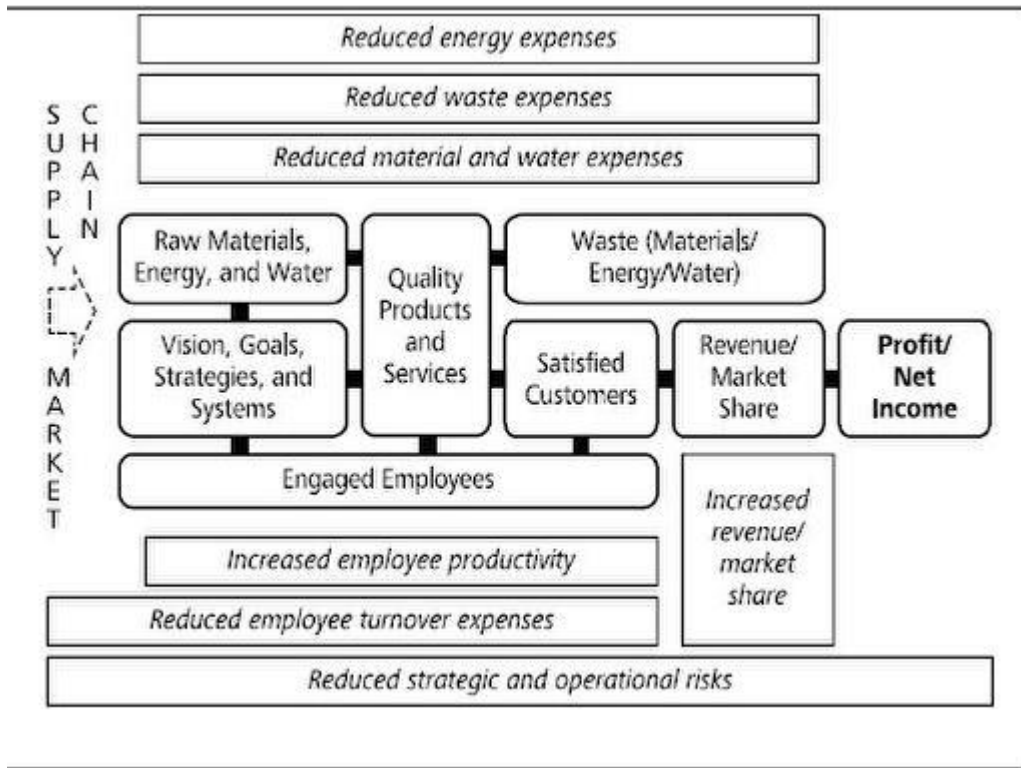 Reduced energy expenses
Reduced waste expenses
Reduced material and water expenses
SUPPLY
CHAIN
MARKET
Raw Materials,
Energy, and Water
Quality
Products
and
Services
Waste (Materials/
Energy/Water)
Vision, Goals,
Strategies, and
Systems
Satisfied
Customers
Revenue/
Market
Share
Profit/
Net
Income
Engaged Employees
Increased
revenue/
market
share
Increased employee productivity
Reduced employee turnover expenses
Reduced strategic and operational risks